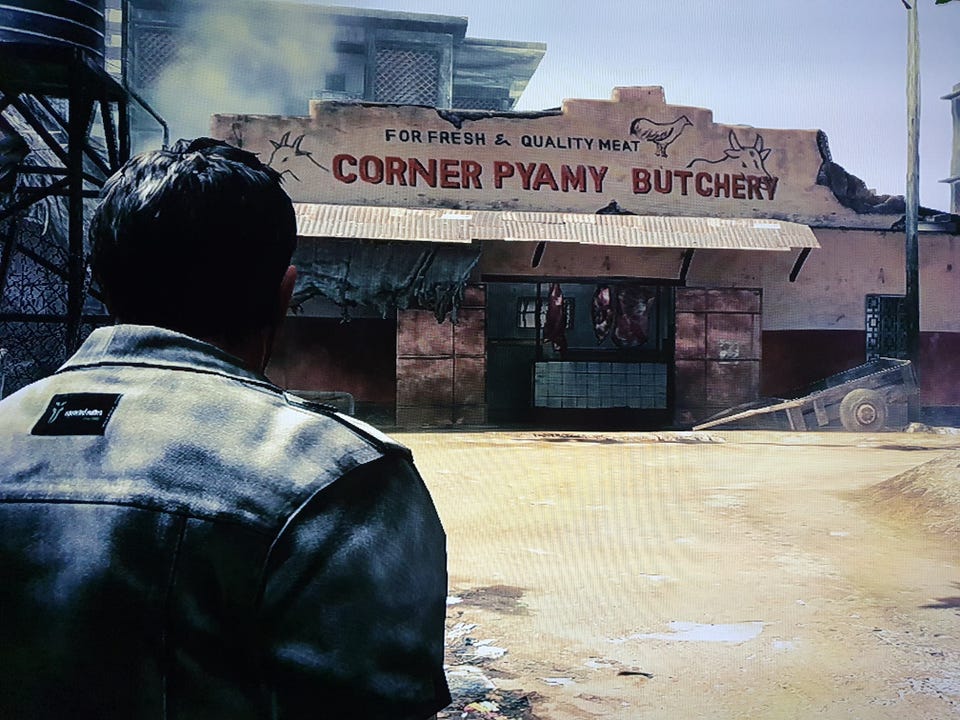 FOR FRESH & QUALITY MEAT
CORNER PYAMY BUTCHERY